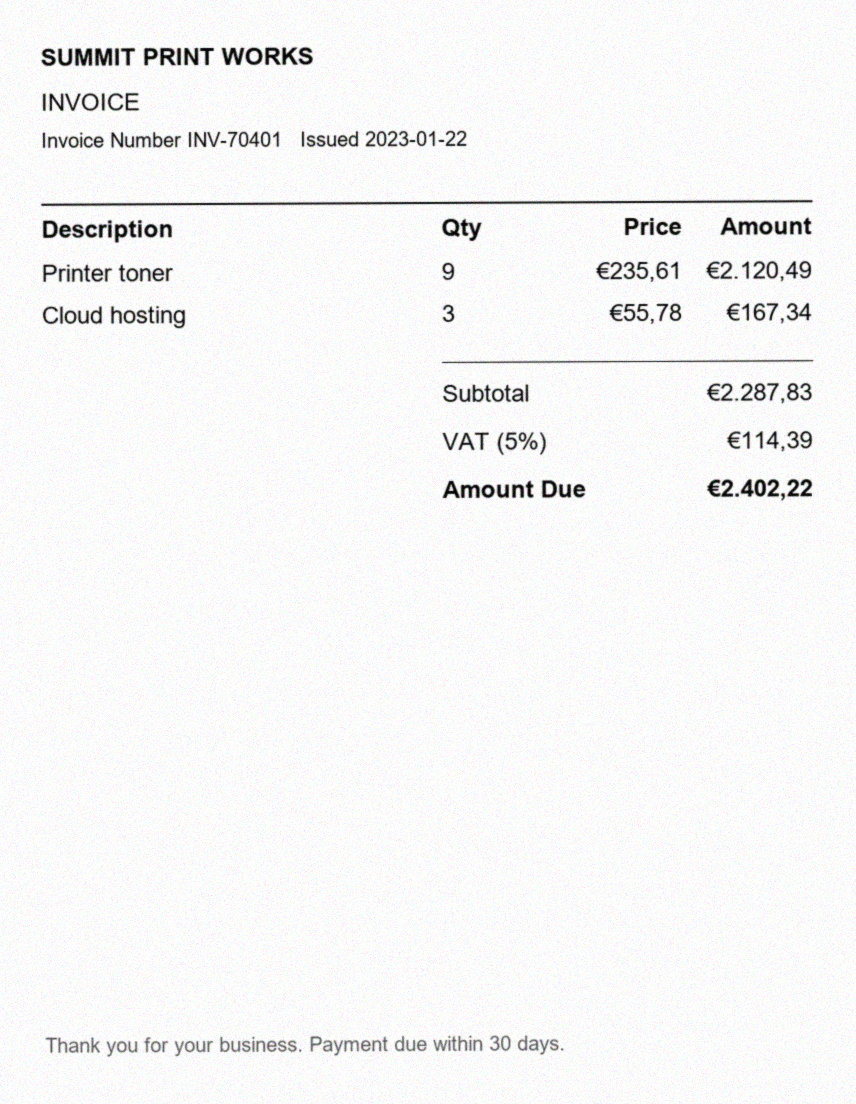 SUMMIT PRINT WORKS
INVOICE
Invoice Number INV-70401 Issued 2023-01-22
Description Qty Price Amount
Printer toner 9 €235,61 €2.120,49
Cloud hosting 3 €55,78 €167,34
Subtotal €2.287,83
VAT (5%) €114,39
Amount Due €2.402,22
Thank you for your business. Payment due within 30 days.